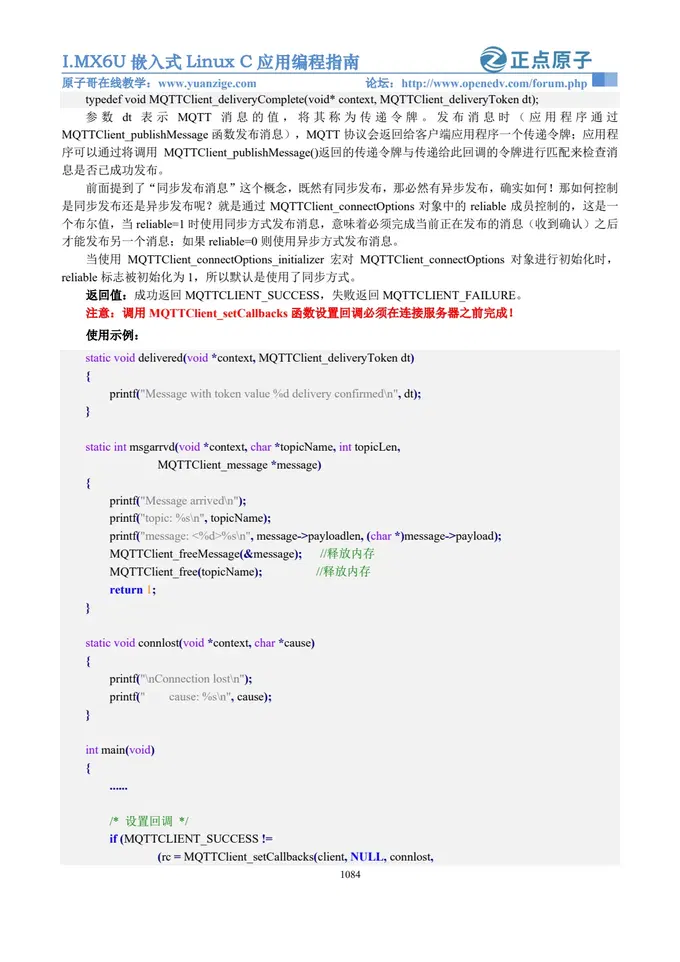 I.MX6U 嵌入式 Linux C 应用编程指南
正点原子
原子哥在线教学：www.yuanzige.com 论坛：http://www.openedv.com/forum.php
typedef void MQTTClient_deliveryComplete(void* context, MQTTClient_deliveryToken dt);
参数 dt 表示 MQTT 消息的值，将其称为传递令牌。发布消息时（应用程序通过
MQTTClient_publishMessage 函数发布消息），MQTT 协议会返回给客户端应用程序一个传递令牌；应用程
序可以通过将调用 MQTTClient_publishMessage()返回的传递令牌与传递给此回调的令牌进行匹配来检查消
息是否已成功发布。
前面提到了“同步发布消息”这个概念，既然有同步发布，那必然有异步发布，确实如何！那如何控制
是同步发布还是异步发布呢？就是通过 MQTTClient_connectOptions 对象中的 reliable 成员控制的，这是一
个布尔值，当 reliable=1 时使用同步方式发布消息，意味着必须完成当前正在发布的消息（收到确认）之后
才能发布另一个消息；如果 reliable=0 则使用异步方式发布消息。
当使用 MQTTClient_connectOptions_initializer 宏对 MQTTClient_connectOptions 对象进行初始化时，
reliable 标志被初始化为 1，所以默认是使用了同步方式。
返回值：成功返回 MQTTCLIENT_SUCCESS，失败返回 MQTTCLIENT_FAILURE。
注意：调用 MQTTClient_setCallbacks 函数设置回调必须在连接服务器之前完成！
使用示例：
static void delivered(void *context, MQTTClient_deliveryToken dt)
{
printf("Message with token value %d delivery confirmed\n", dt);
}
static int msgarrvd(void *context, char *topicName, int topicLen,
MQTTClient_message *message)
{
printf("Message arrived\n");
printf("topic: %s\n", topicName);
printf("message: <%d>%s\n", message->payloadlen, (char *)message->payload);
MQTTClient_freeMessage(&message); //释放内存
MQTTClient_free(topicName); //释放内存
return 1;
}
static void connlost(void *context, char *cause)
{
printf("\nConnection lost\n");
printf(" cause: %s\n", cause);
}
int main(void)
{
......
/* 设置回调 */
if (MQTTCLIENT_SUCCESS !=
(rc = MQTTClient_setCallbacks(client, NULL, connlost,
1084